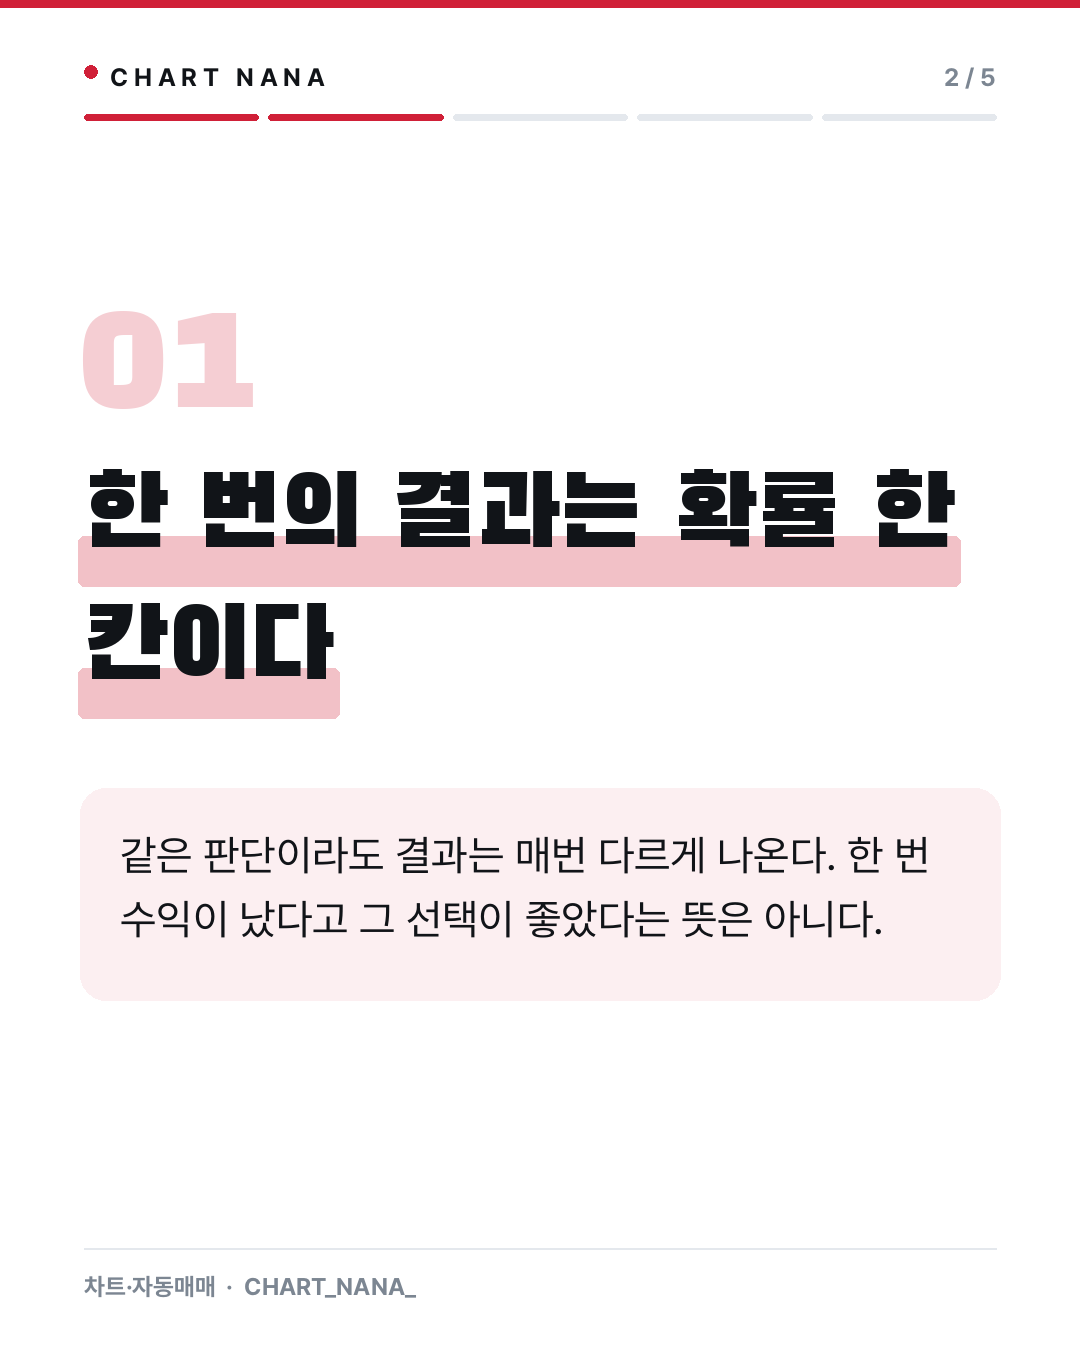 CHART NANA
2 / 5
01
한 번의 결과는 확률 한
칸이다
같은 판단이라도 결과는 매번 다르게 나온다. 한 번
수익이 났다고 그 선택이 좋았다는 뜻은 아니다.
차트·자동매매 · CHART_NANA_